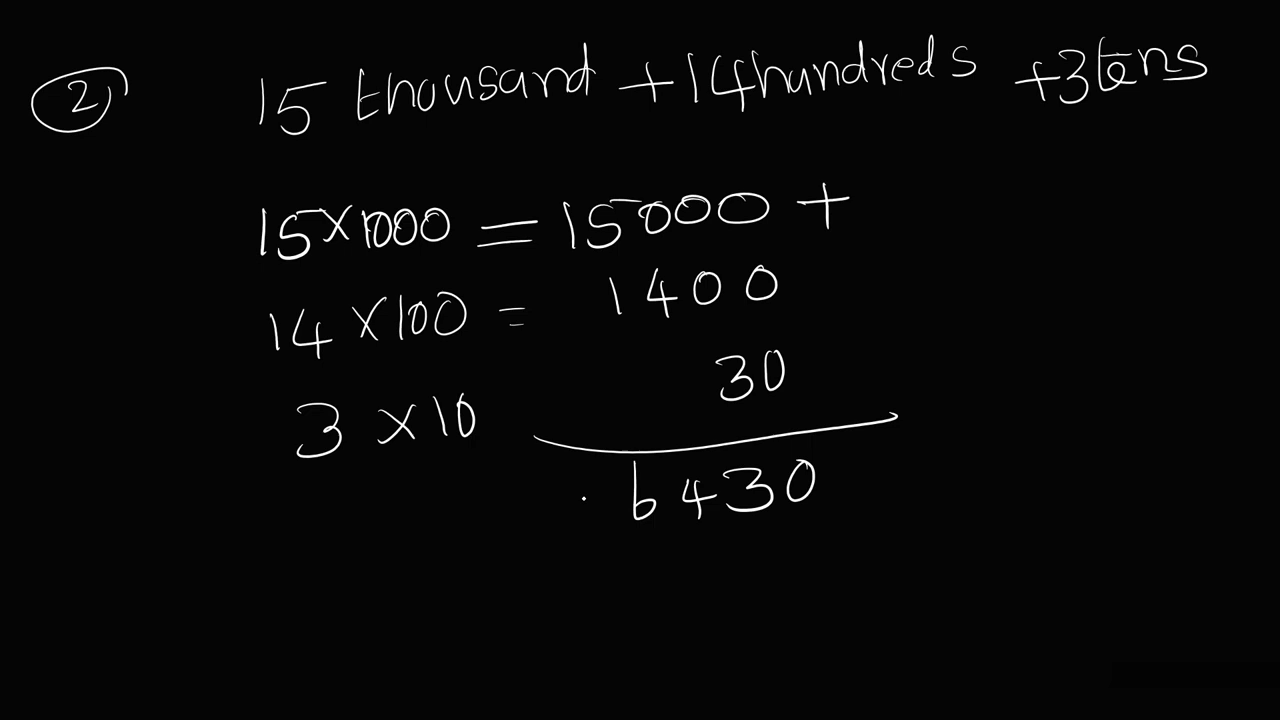 2) 15 thousand + 14 hundreds + 3 tens
15 × 1000 = 15000 +
14 × 100 = 1400
3 × 10 30
6430